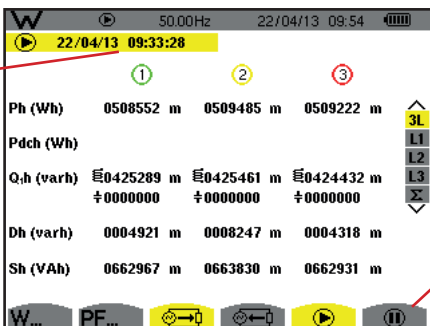 W 50.00Hz 22/04/13 09:54
22/04/13 09:33:28
1 2 3
Ph (Wh) 0508552 m 0509485 m 0509222 m
3L
Pdch (Wh)
L1
L2
Q₁h (varh) 0425289 m 0425461 m 0424432 m
L3
÷0000000 ÷0000000 ÷0000000
Σ
Dh (varh) 0004921 m 0008247 m 0004318 m
Sh (VAh) 0662967 m 0663830 m 0662931 m
W... PF...